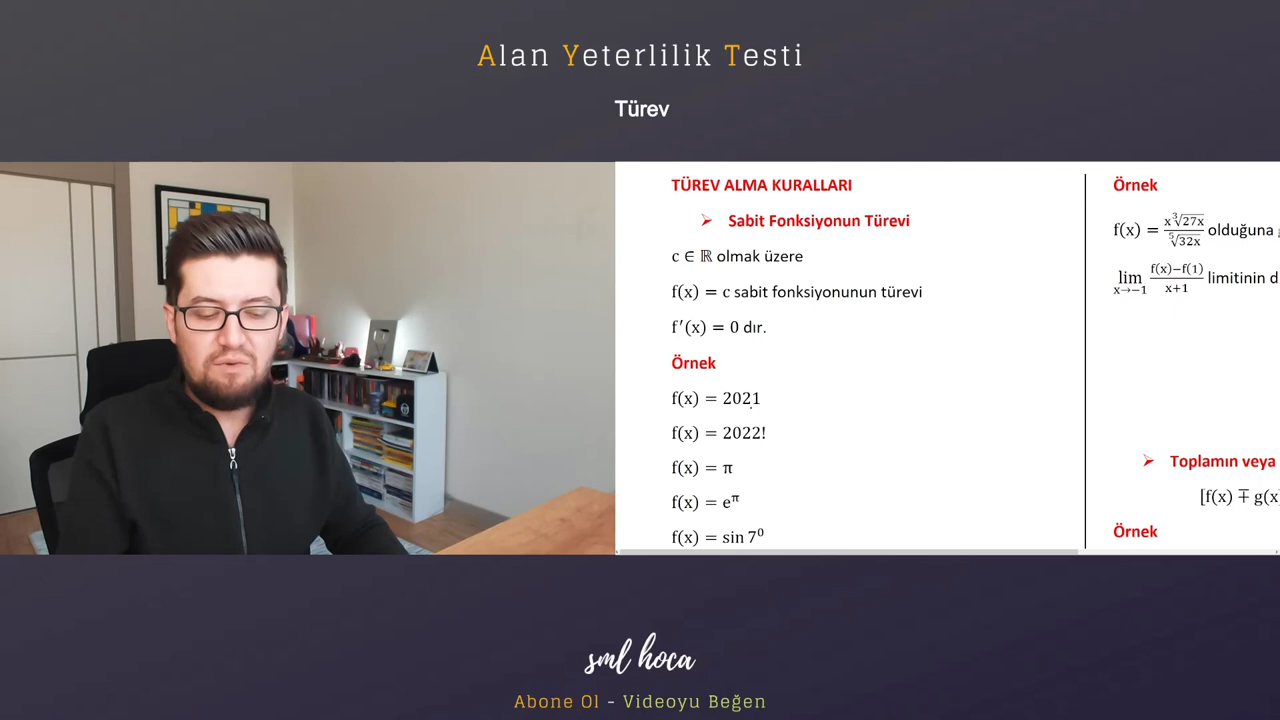 Alan Yeterlilik Testi
Türev
TÜREV ALMA KURALLARI
➢ Sabit Fonksiyonun Türevi
c ∈ ℝ olmak üzere
f(x) = c sabit fonksiyonunun türevi
f′(x) = 0 dır.
Örnek
f(x) = 2021
f(x) = 2022!
f(x) = π
f(x) = e^π
f(x) = sin 7⁰
Örnek
f(x) = x∛27x / ⁵√32x olduğuna
lim x→−1 f(x)−f(1) / x+1 limitinin d
➢ Toplamın veya
[f(x) ∓ g(x)
Örnek
sml hoca
Abone Ol - Videoyu Beğen